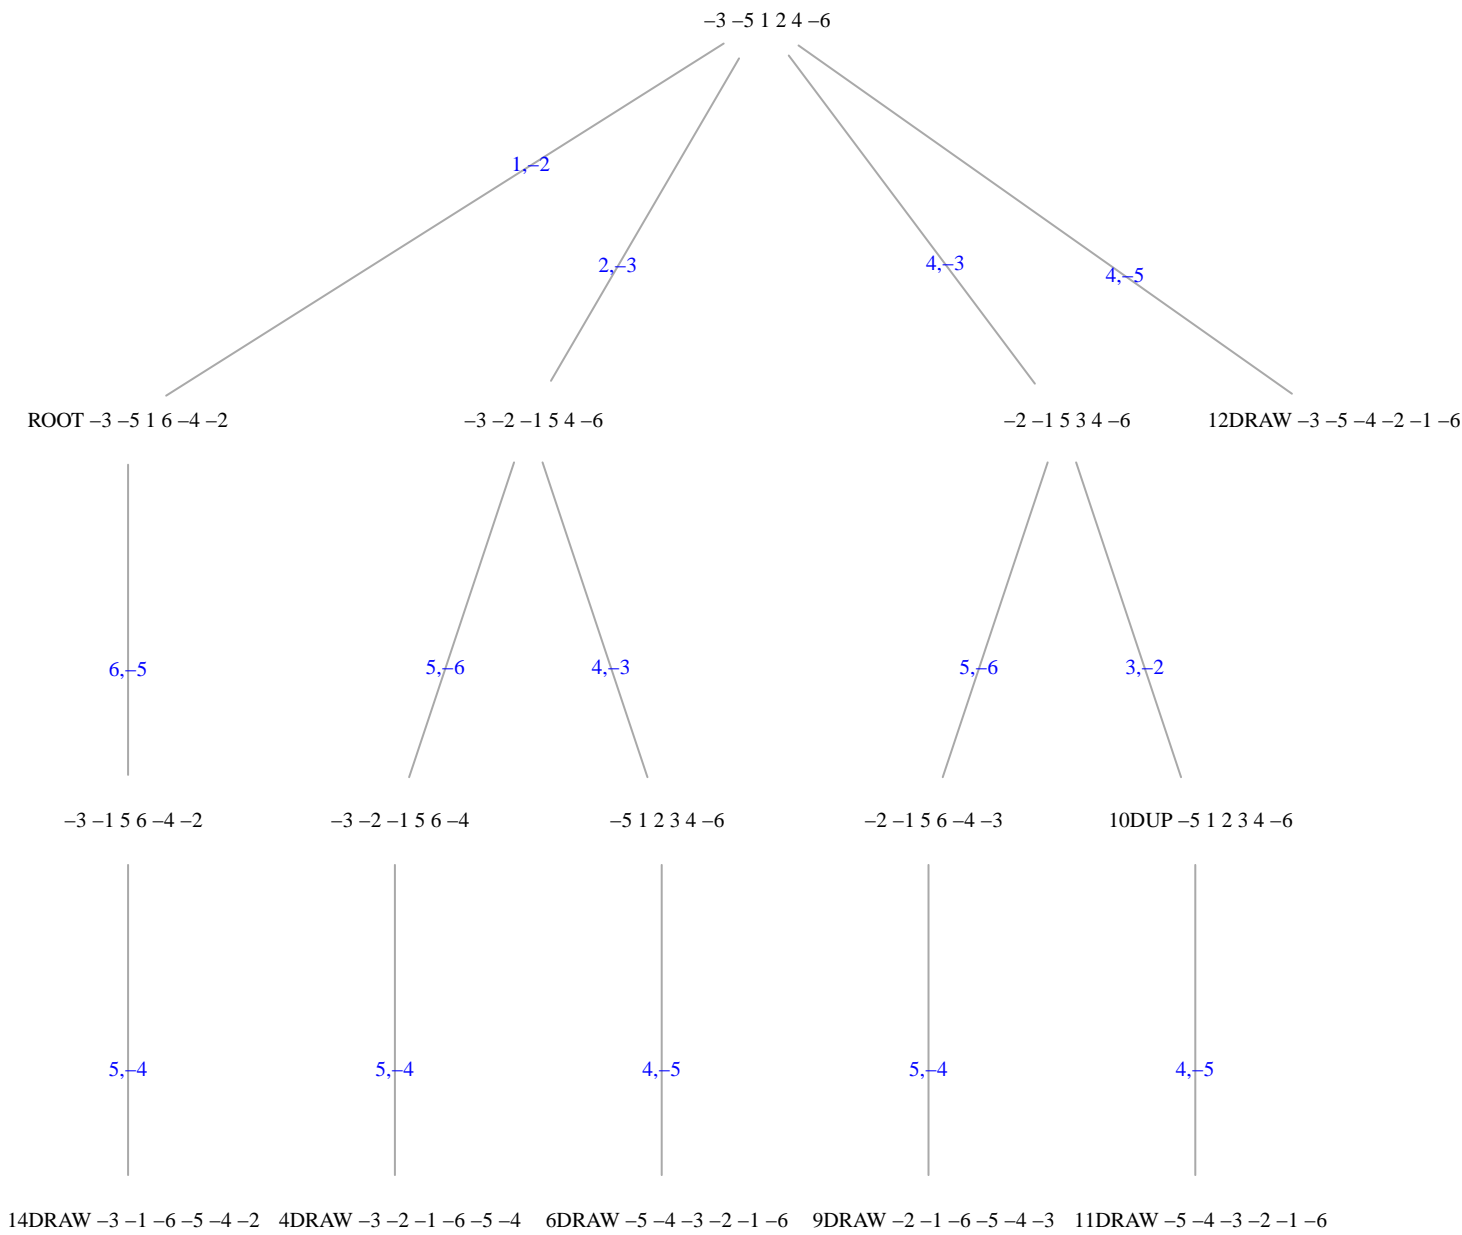 –3 –5 1 2 4 –6
1,–2
2,–3
4,–3
4,–5
ROOT –3 –5 1 6 –4 –2
–3 –2 –1 5 4 –6
–2 –1 5 3 4 –6
12DRAW –3 –5 –4 –2 –1 –6
6,–5
5,–6
4,–3
5,–6
3,–2
–3 –1 5 6 –4 –2
–3 –2 –1 5 6 –4
–5 1 2 3 4 –6
–2 –1 5 6 –4 –3
10DUP –5 1 2 3 4 –6
5,–4
5,–4
4,–5
5,–4
4,–5
14DRAW –3 –1 –6 –5 –4 –2
4DRAW –3 –2 –1 –6 –5 –4
6DRAW –5 –4 –3 –2 –1 –6
9DRAW –2 –1 –6 –5 –4 –3
11DRAW –5 –4 –3 –2 –1 –6